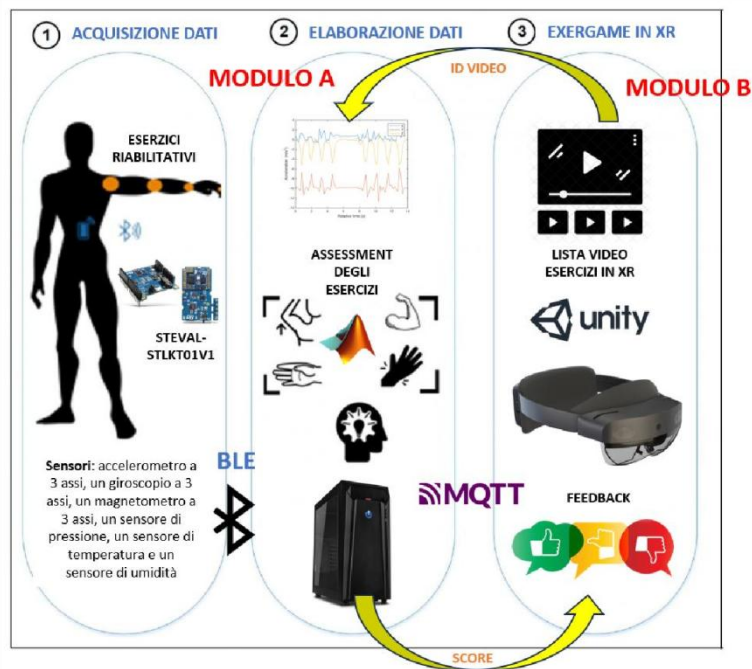 1 ACQUISIZIONE DATI
2 ELABORAZIONE DATI
3 EXERGAME IN XR
ID VIDEO
MODULO A
MODULO B
ESERZICI
RIABILITATIVI
STEVAL-
STLKT01V1
Sensori: accelerometro a
3 assi, un giroscopio a 3
assi, un magnetometro a
3 assi, un sensore di
pressione, un sensore di
temperatura e un
sensore di umidità
BLE
ASSESSMENT
DEGLI
ESERCIZI
MQTT
LISTA VIDEO
ESERCIZI IN XR
unity
FEEDBACK
SCORE